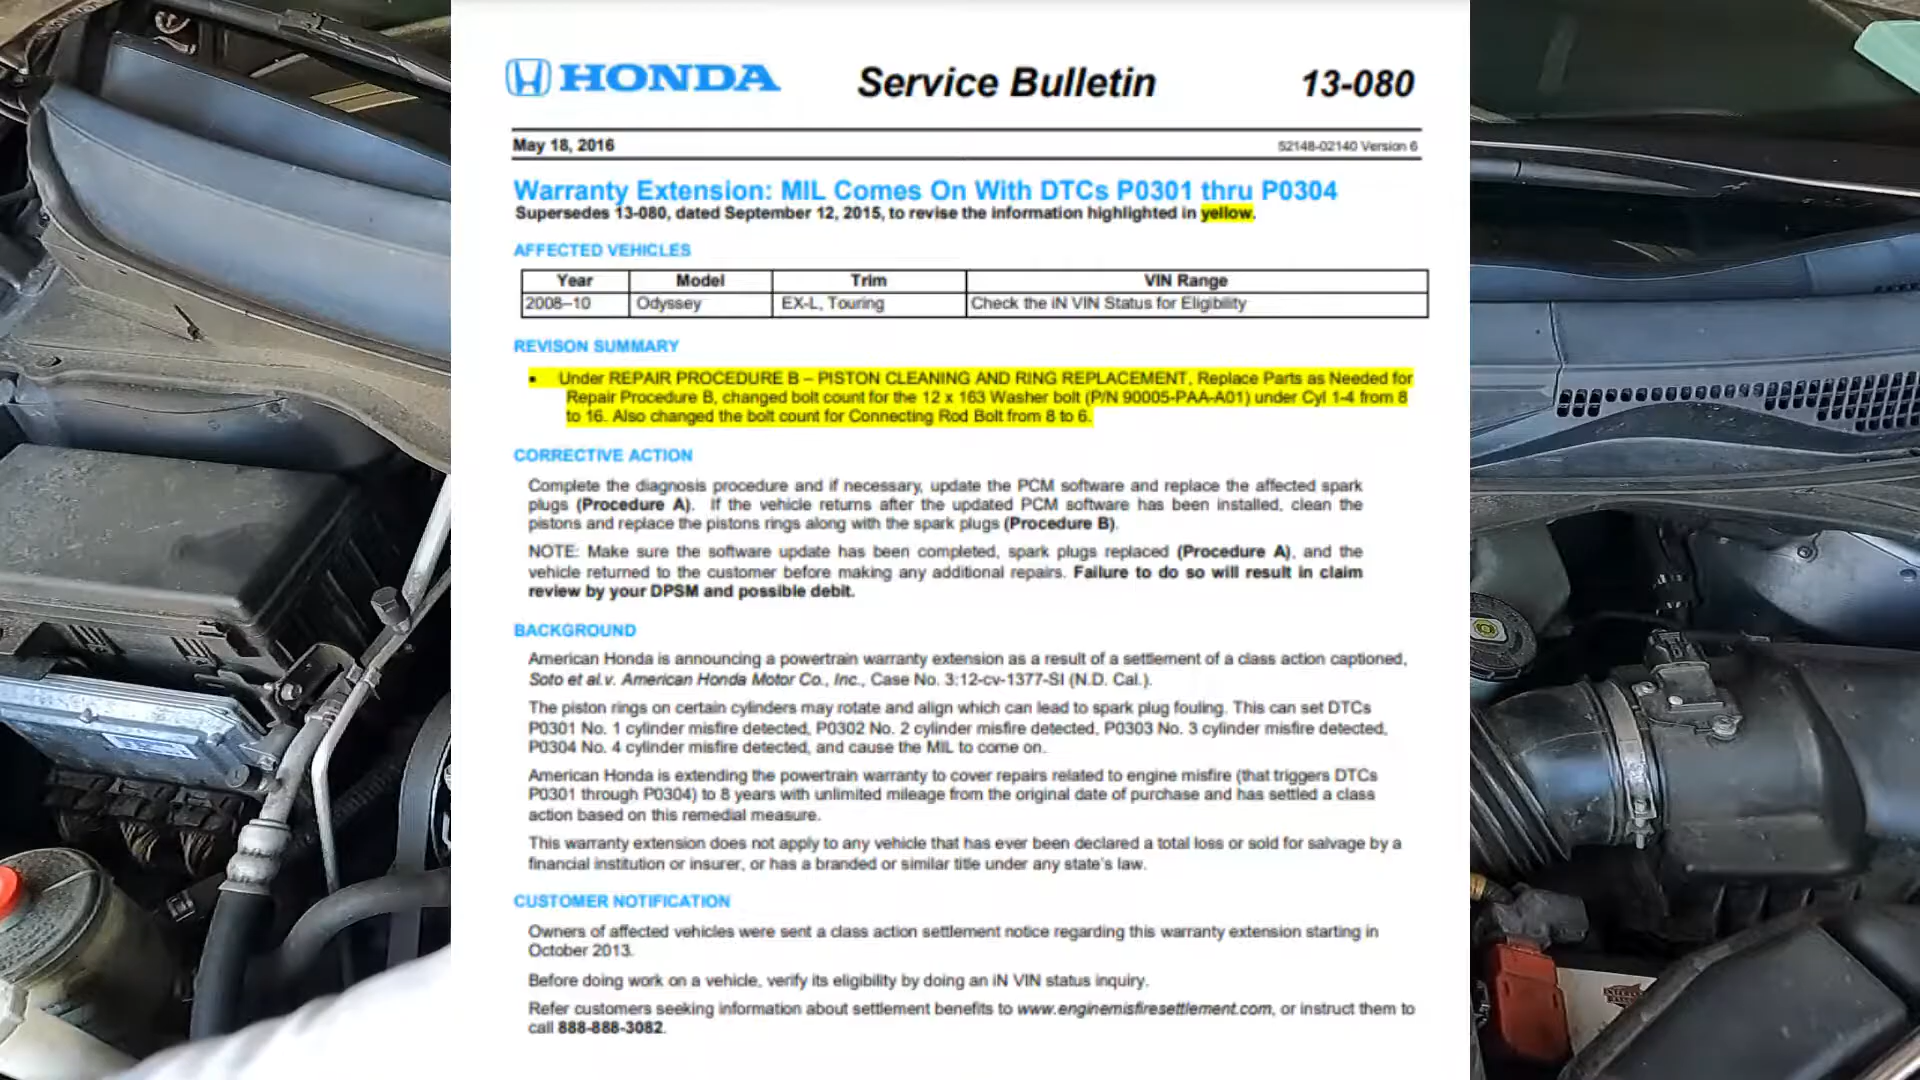 HONDA Service Bulletin 13-080
May 18, 2016 52148-02140 Version 6
Warranty Extension: MIL Comes On With DTCs P0301 thru P0304
Supersedes 13-080, dated September 12, 2015, to revise the information highlighted in yellow.
AFFECTED VEHICLES
Year Model Trim VIN Range
2008–10 Odyssey EX-L, Touring Check the iN VIN Status for Eligibility
REVISON SUMMARY
• Under REPAIR PROCEDURE B – PISTON CLEANING AND RING REPLACEMENT, Replace Parts as Needed for
Repair Procedure B, changed bolt count for the 12 x 163 Washer bolt (P/N 90005-PAA-A01) under Cyl 1-4 from 8
to 16. Also changed the bolt count for Connecting Rod Bolt from 8 to 6.
CORRECTIVE ACTION
Complete the diagnosis procedure and if necessary, update the PCM software and replace the affected spark
plugs (Procedure A). If the vehicle returns after the updated PCM software has been installed, clean the
pistons and replace the pistons rings along with the spark plugs (Procedure B).
NOTE: Make sure the software update has been completed, spark plugs replaced (Procedure A), and the
vehicle returned to the customer before making any additional repairs. Failure to do so will result in claim
review by your DPSM and possible debit.
BACKGROUND
American Honda is announcing a powertrain warranty extension as a result of a settlement of a class action captioned,
Soto et al.v. American Honda Motor Co., Inc., Case No. 3:12-cv-1377-SI (N.D. Cal.).
The piston rings on certain cylinders may rotate and align which can lead to spark plug fouling. This can set DTCs
P0301 No. 1 cylinder misfire detected, P0302 No. 2 cylinder misfire detected, P0303 No. 3 cylinder misfire detected,
P0304 No. 4 cylinder misfire detected, and cause the MIL to come on.
American Honda is extending the powertrain warranty to cover repairs related to engine misfire (that triggers DTCs
P0301 through P0304) to 8 years with unlimited mileage from the original date of purchase and has settled a class
action based on this remedial measure.
This warranty extension does not apply to any vehicle that has ever been declared a total loss or sold for salvage by a
financial institution or insurer, or has a branded or similar title under any state's law.
CUSTOMER NOTIFICATION
Owners of affected vehicles were sent a class action settlement notice regarding this warranty extension starting in
October 2013.
Before doing work on a vehicle, verify its eligibility by doing an iN VIN status inquiry.
Refer customers seeking information about settlement benefits to www.enginemisfiresettlement.com, or instruct them to
call 888-888-3082.